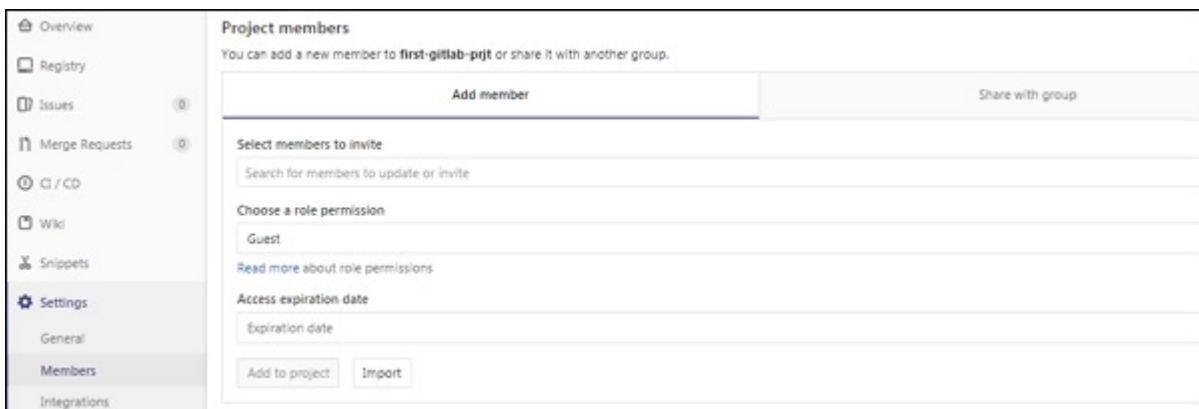 Overview
Registry
Issues 0
Merge Requests 0
CI / CD
Wiki
Snippets
Settings
General
Members
Integrations
Project members
You can add a new member to first-gitlab-prjt or share it with another group.
Add member
Share with group
Select members to invite
Search for members to update or invite
Choose a role permission
Guest
Read more about role permissions
Access expiration date
Expiration date
Add to project
Import